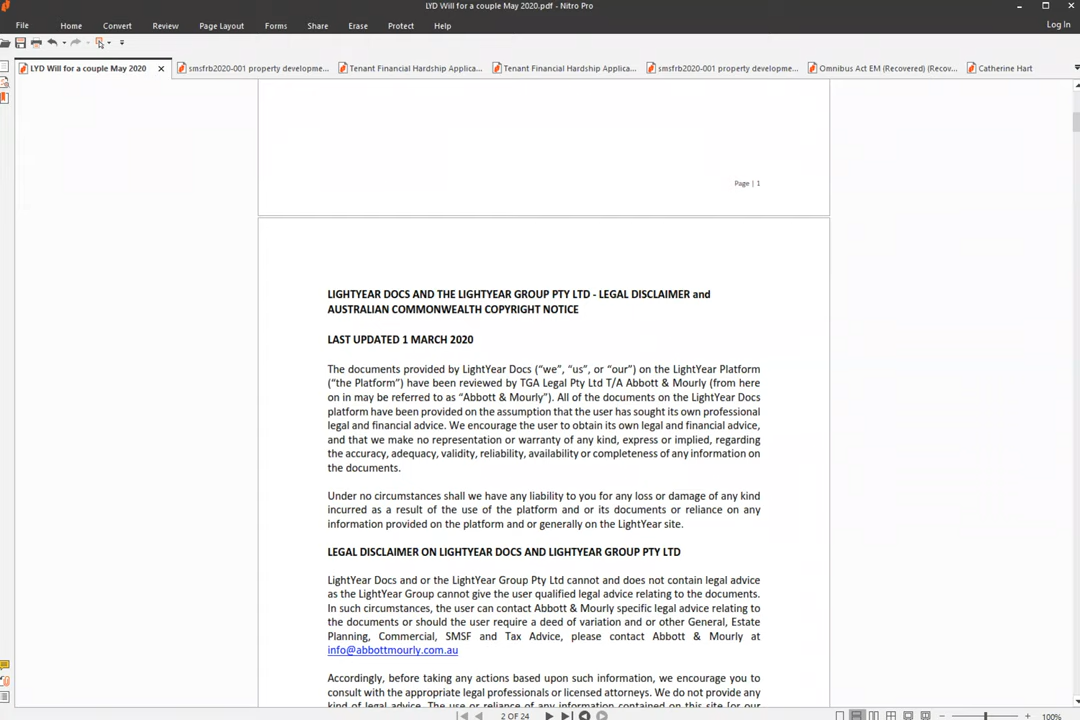 LYD Will for a couple May 2020.pdf - Nitro Pro
File Home Convert Review Page Layout Forms Share Erase Protect Help
Log In
LYD Will for a couple May 2020
smsfrb2020-001 property developme...
Tenant Financial Hardship Applica...
Tenant Financial Hardship Applica...
smsfrb2020-001 property developme...
Omnibus Act EM (Recovered) (Recov...
Catherine Hart
Page | 1
LIGHTYEAR DOCS AND THE LIGHTYEAR GROUP PTY LTD - LEGAL DISCLAIMER and
AUSTRALIAN COMMONWEALTH COPYRIGHT NOTICE
LAST UPDATED 1 MARCH 2020
The documents provided by LightYear Docs (“we”, “us”, or “our”) on the LightYear Platform
(“the Platform”) have been reviewed by TGA Legal Pty Ltd T/A Abbott & Mourly (from here
on in may be referred to as “Abbott & Mourly”). All of the documents on the LightYear Docs
platform have been provided on the assumption that the user has sought its own professional
legal and financial advice. We encourage the user to obtain its own legal and financial advice,
and that we make no representation or warranty of any kind, express or implied, regarding
the accuracy, adequacy, validity, reliability, availability or completeness of any information on
the documents.
Under no circumstances shall we have any liability to you for any loss or damage of any kind
incurred as a result of the use of the platform and or its documents or reliance on any
information provided on the platform and or generally on the LightYear site.
LEGAL DISCLAIMER ON LIGHTYEAR DOCS AND LIGHTYEAR GROUP PTY LTD
LightYear Docs and or the LightYear Group Pty Ltd cannot and does not contain legal advice
as the LightYear Group cannot give the user qualified legal advice relating to the documents.
In such circumstances, the user can contact Abbott & Mourly specific legal advice relating to
the documents or should the user require a deed of variation and or other General, Estate
Planning, Commercial, SMSF and Tax Advice, please contact Abbott & Mourly at
info@abbottmourly.com.au
Accordingly, before taking any actions based upon such information, we encourage you to
consult with the appropriate legal professionals or licensed attorneys. We do not provide any
kind of legal advice. The use or reliance of any information contained on this site [or our
2 OF 24
100%